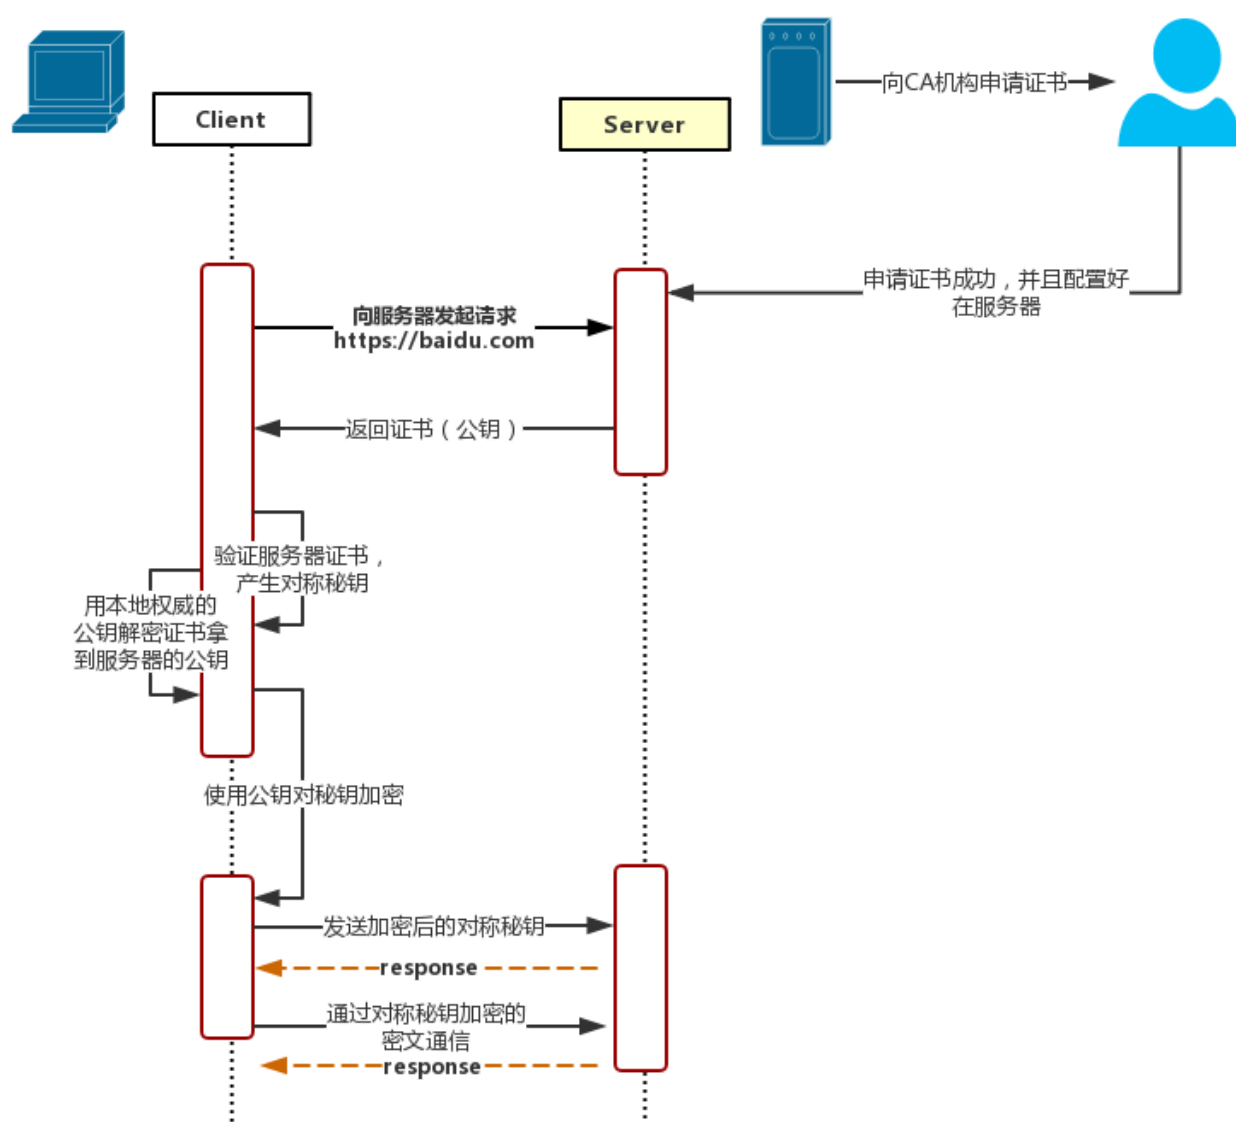 Client
Server
向CA机构申请证书
申请证书成功，并且配置好
在服务器
向服务器发起请求
https://baidu.com
返回证书（公钥）
验证服务器证书，
产生对称秘钥
用本地权威的
公钥解密证书拿
到服务器的公钥
使用公钥对秘钥加密
发送加密后的对称秘钥
response
通过对称秘钥加密的
密文通信
response